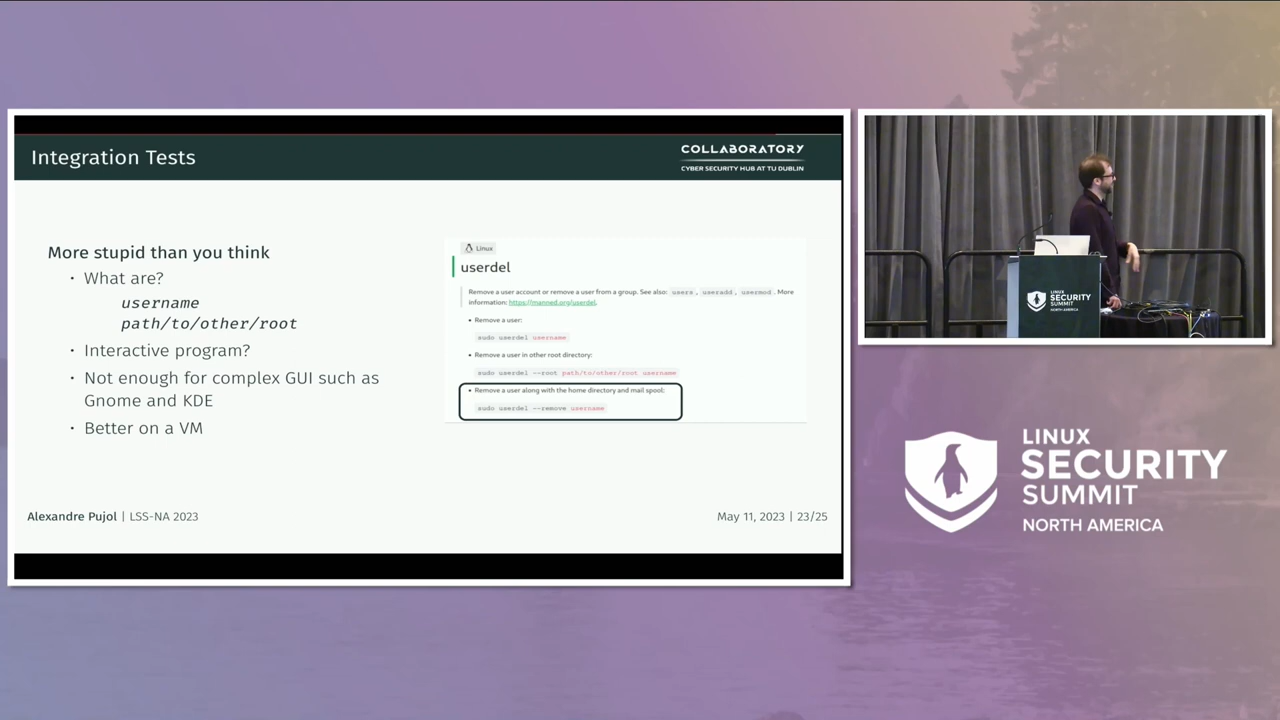 Integration Tests
COLLABORATORY
CYBER SECURITY HUB AT TU DUBLIN
More stupid than you think
• What are?
username
path/to/other/root
• Interactive program?
• Not enough for complex GUI such as
Gnome and KDE
• Better on a VM
Linux
userdel
Remove a user account or remove a user from a group. See also: users, useradd, usermod. More
information: https://manned.org/userdel.
• Remove a user:
sudo userdel username
• Remove a user in other root directory:
sudo userdel --root path/to/other/root username
• Remove a user along with the home directory and mail spool:
sudo userdel --remove username
Alexandre Pujol | LSS-NA 2023
May 11, 2023 | 23/25
LINUX
SECURITY
SUMMIT
NORTH AMERICA
LINUX
SECURITY
SUMMIT
NORTH AMERICA